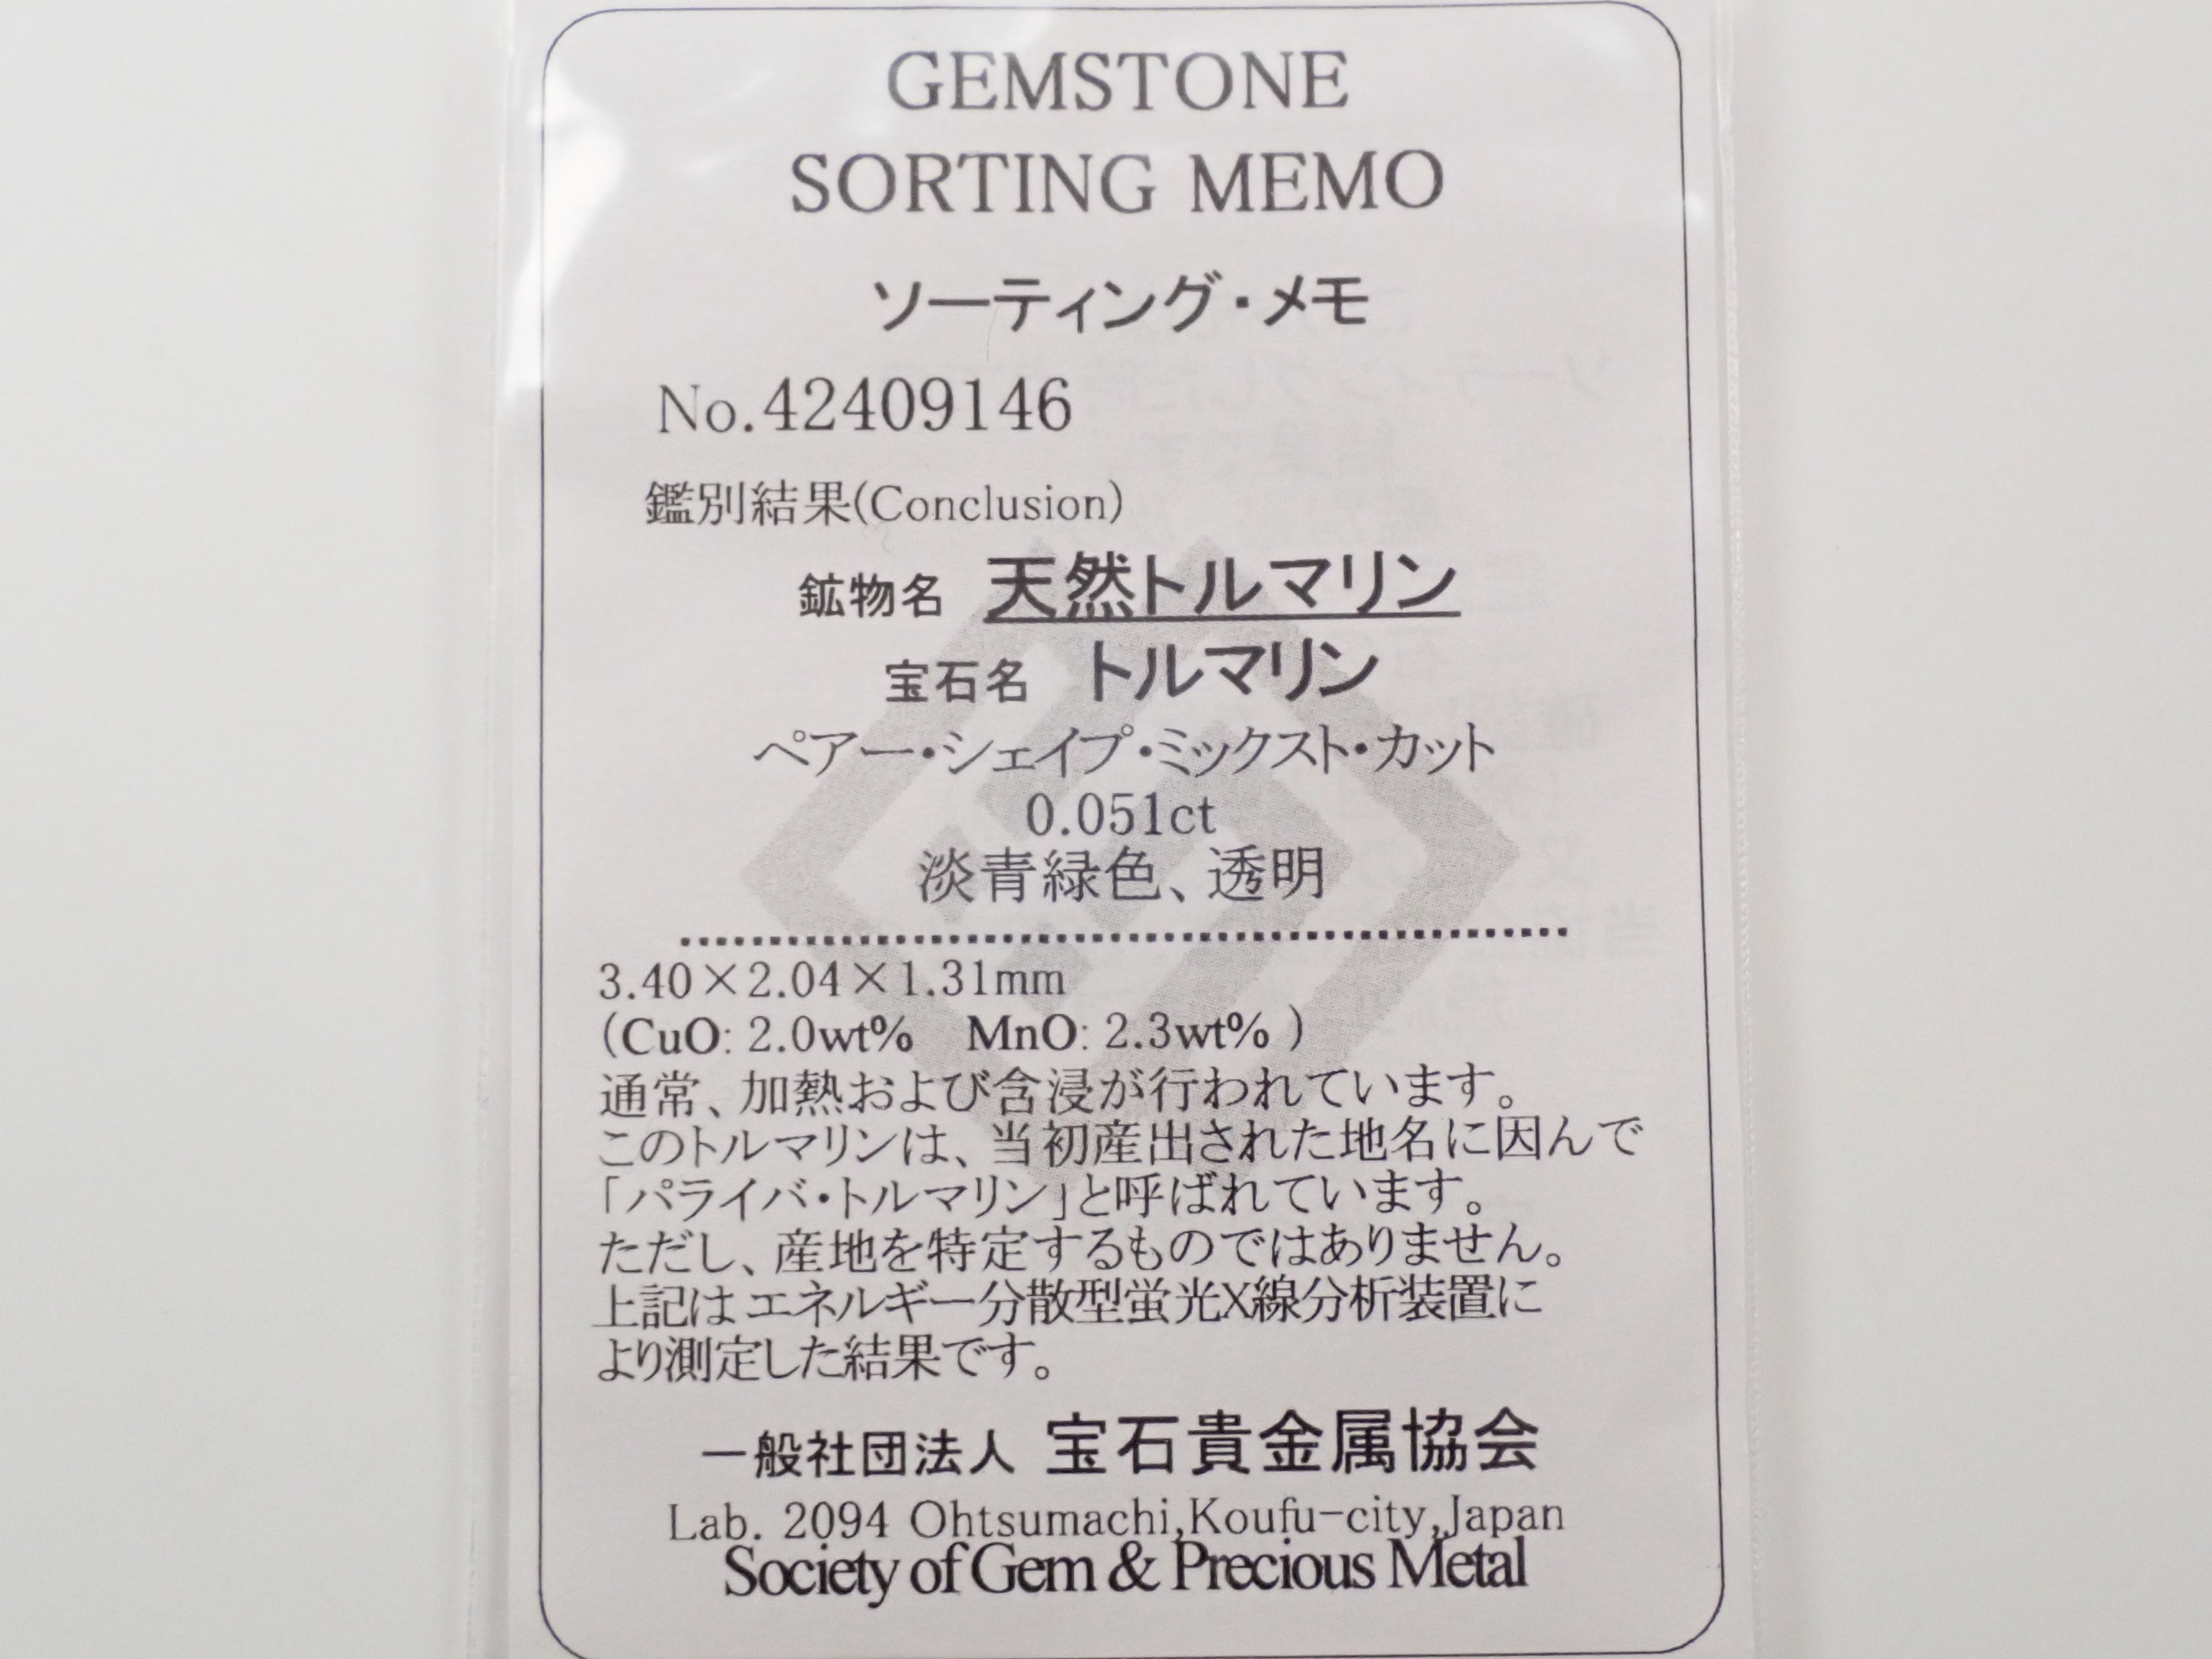 GEMSTONE
SORTING MEMO
ソーティング・メモ
No.42409146
鑑別結果(Conclusion)
鉱物名 天然トルマリン
宝石名 トルマリン
ペアー・シェイプ・ミックスト・カット
0.051ct
淡青緑色、透明
3.40×2.04×1.31mm
(CuO: 2.0wt% MnO: 2.3wt% )
通常、加熱および含浸が行われています。
このトルマリンは、当初産出された地名に因んで
「パライバ・トルマリン」と呼ばれています。
ただし、産地を特定するものではありません。
上記はエネルギー分散型蛍光X線分析装置に
より測定した結果です。
一般社団法人 宝石貴金属協会
Lab. 2094 Ohtsumachi,Koufu-city,Japan
Society of Gem & Precious Metal